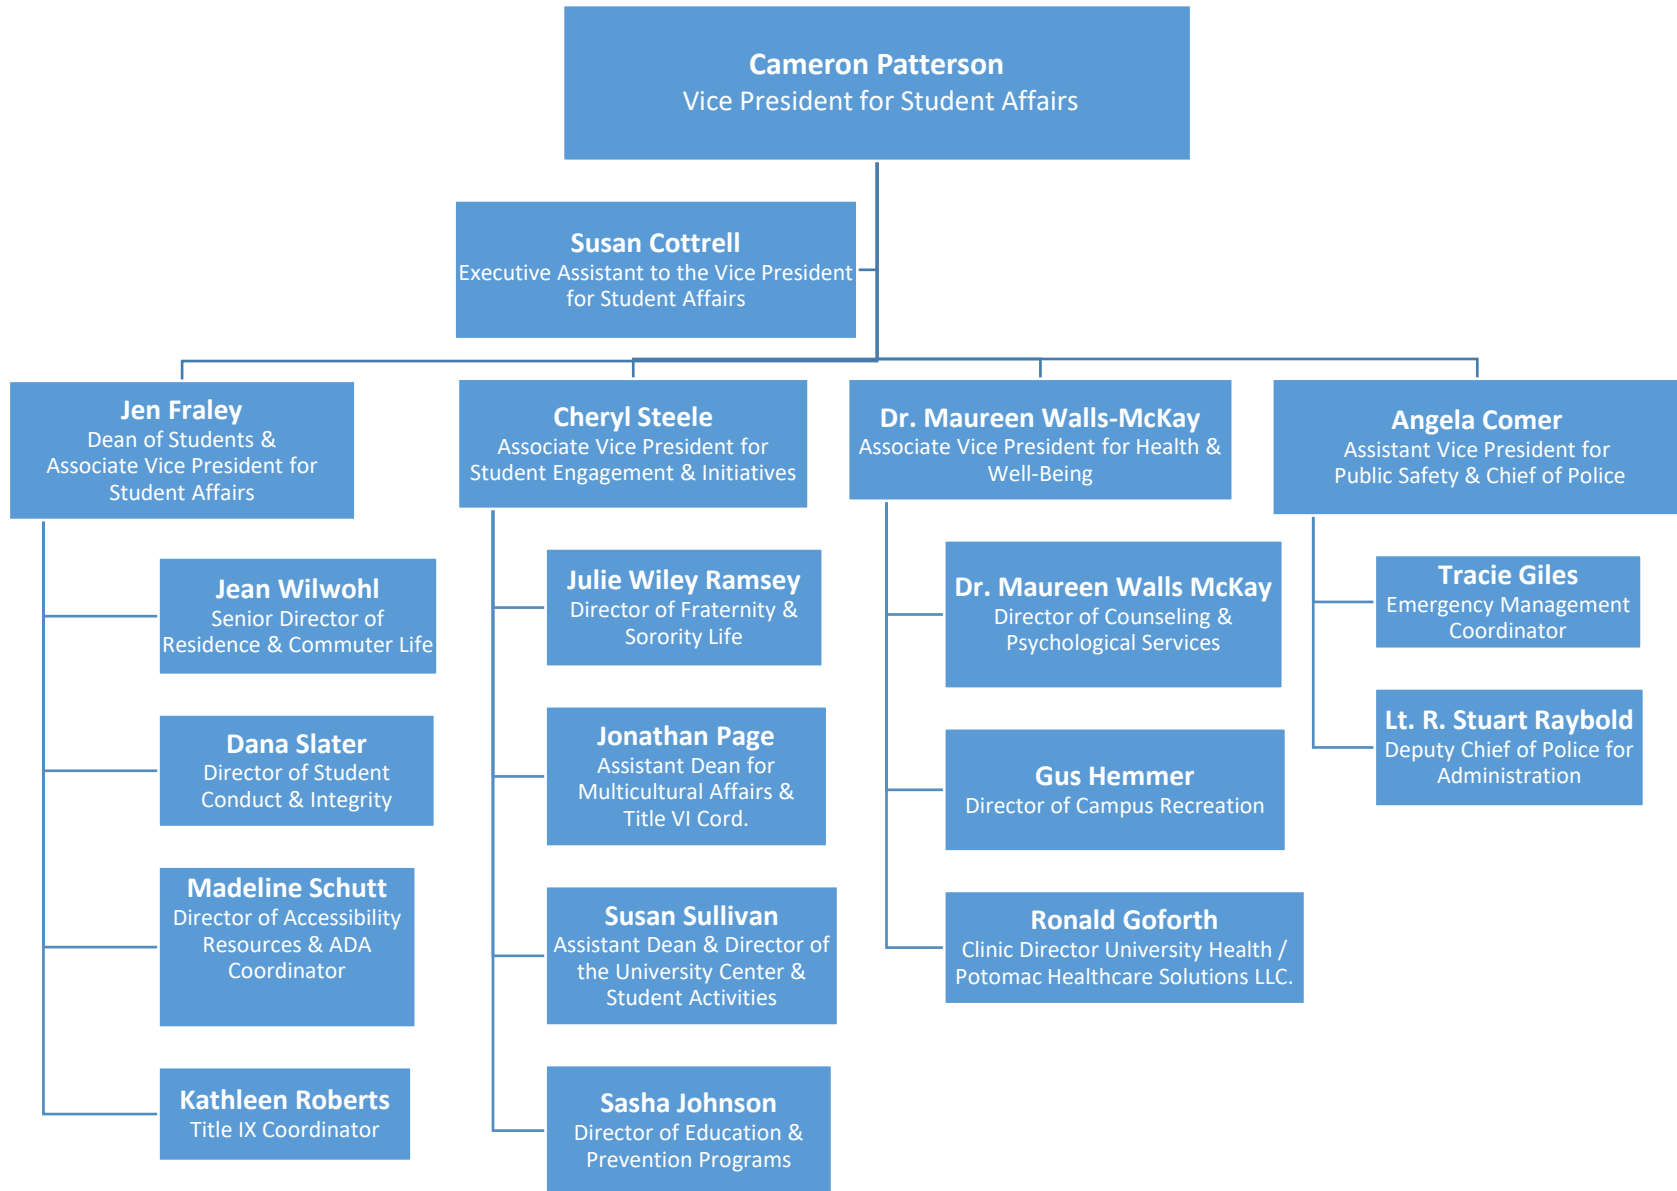 Cameron Patterson
Vice President for Student Affairs
Susan Cottrell
Executive Assistant to the Vice President
for Student Affairs
Jen Fraley
Dean of Students &
Associate Vice President for
Student Affairs
Jean Wilwohl
Senior Director of
Residence & Commuter Life
Dana Slater
Director of Student
Conduct & Integrity
Madeline Schutt
Director of Accessibility
Resources & ADA
Coordinator
Kathleen Roberts
Title IX Coordinator
Cheryl Steele
Associate Vice President for
Student Engagement & Initiatives
Julie Wiley Ramsey
Director of Fraternity &
Sorority Life
Jonathan Page
Assistant Dean for
Multicultural Affairs &
Title VI Cord.
Susan Sullivan
Assistant Dean & Director of
the University Center &
Student Activities
Sasha Johnson
Director of Education &
Prevention Programs
Dr. Maureen Walls-McKay
Associate Vice President for Health &
Well-Being
Dr. Maureen Walls McKay
Director of Counseling &
Psychological Services
Gus Hemmer
Director of Campus Recreation
Ronald Goforth
Clinic Director University Health /
Potomac Healthcare Solutions LLC.
Angela Comer
Assistant Vice President for
Public Safety & Chief of Police
Tracie Giles
Emergency Management
Coordinator
Lt. R. Stuart Raybold
Deputy Chief of Police for
Administration